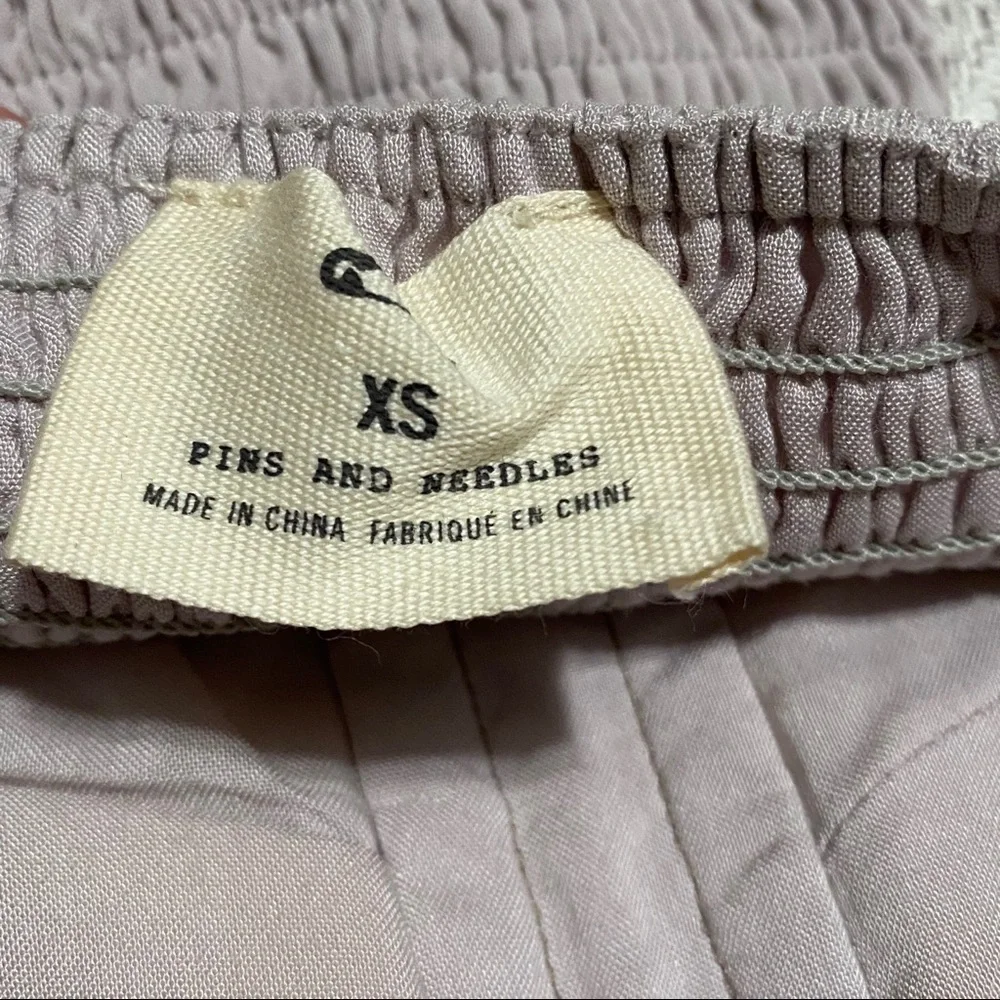 XS
PINS AND NEEDLES
MADE IN CHINA FABRIQUÉ EN CHINE